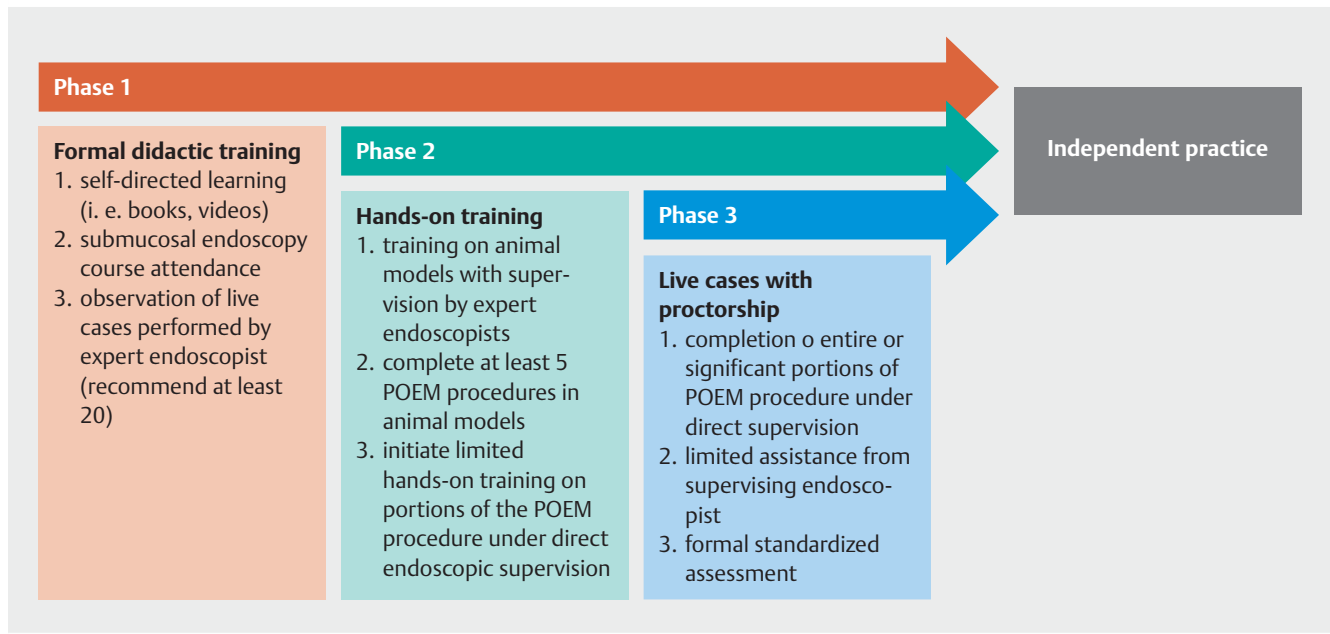 Phase 1
Formal didactic training
1. self-directed learning
(i. e. books, videos)
2. submucosal endoscopy
course attendance
3. observation of live
cases performed by
expert endoscopist
(recommend at least
20)
Phase 2
Hands-on training
1. training on animal
models with super-
vision by expert
endoscopists
2. complete at least 5
POEM procedures in
animal models
3. initiate limited
hands-on training on
portions of the POEM
procedure under direct
endoscopic supervision
Phase 3
Live cases with
proctorship
1. completion o entire or
significant portions of
POEM procedure under
direct supervision
2. limited assistance from
supervising endosco-
pist
3. formal standardized
assessment
Independent practice